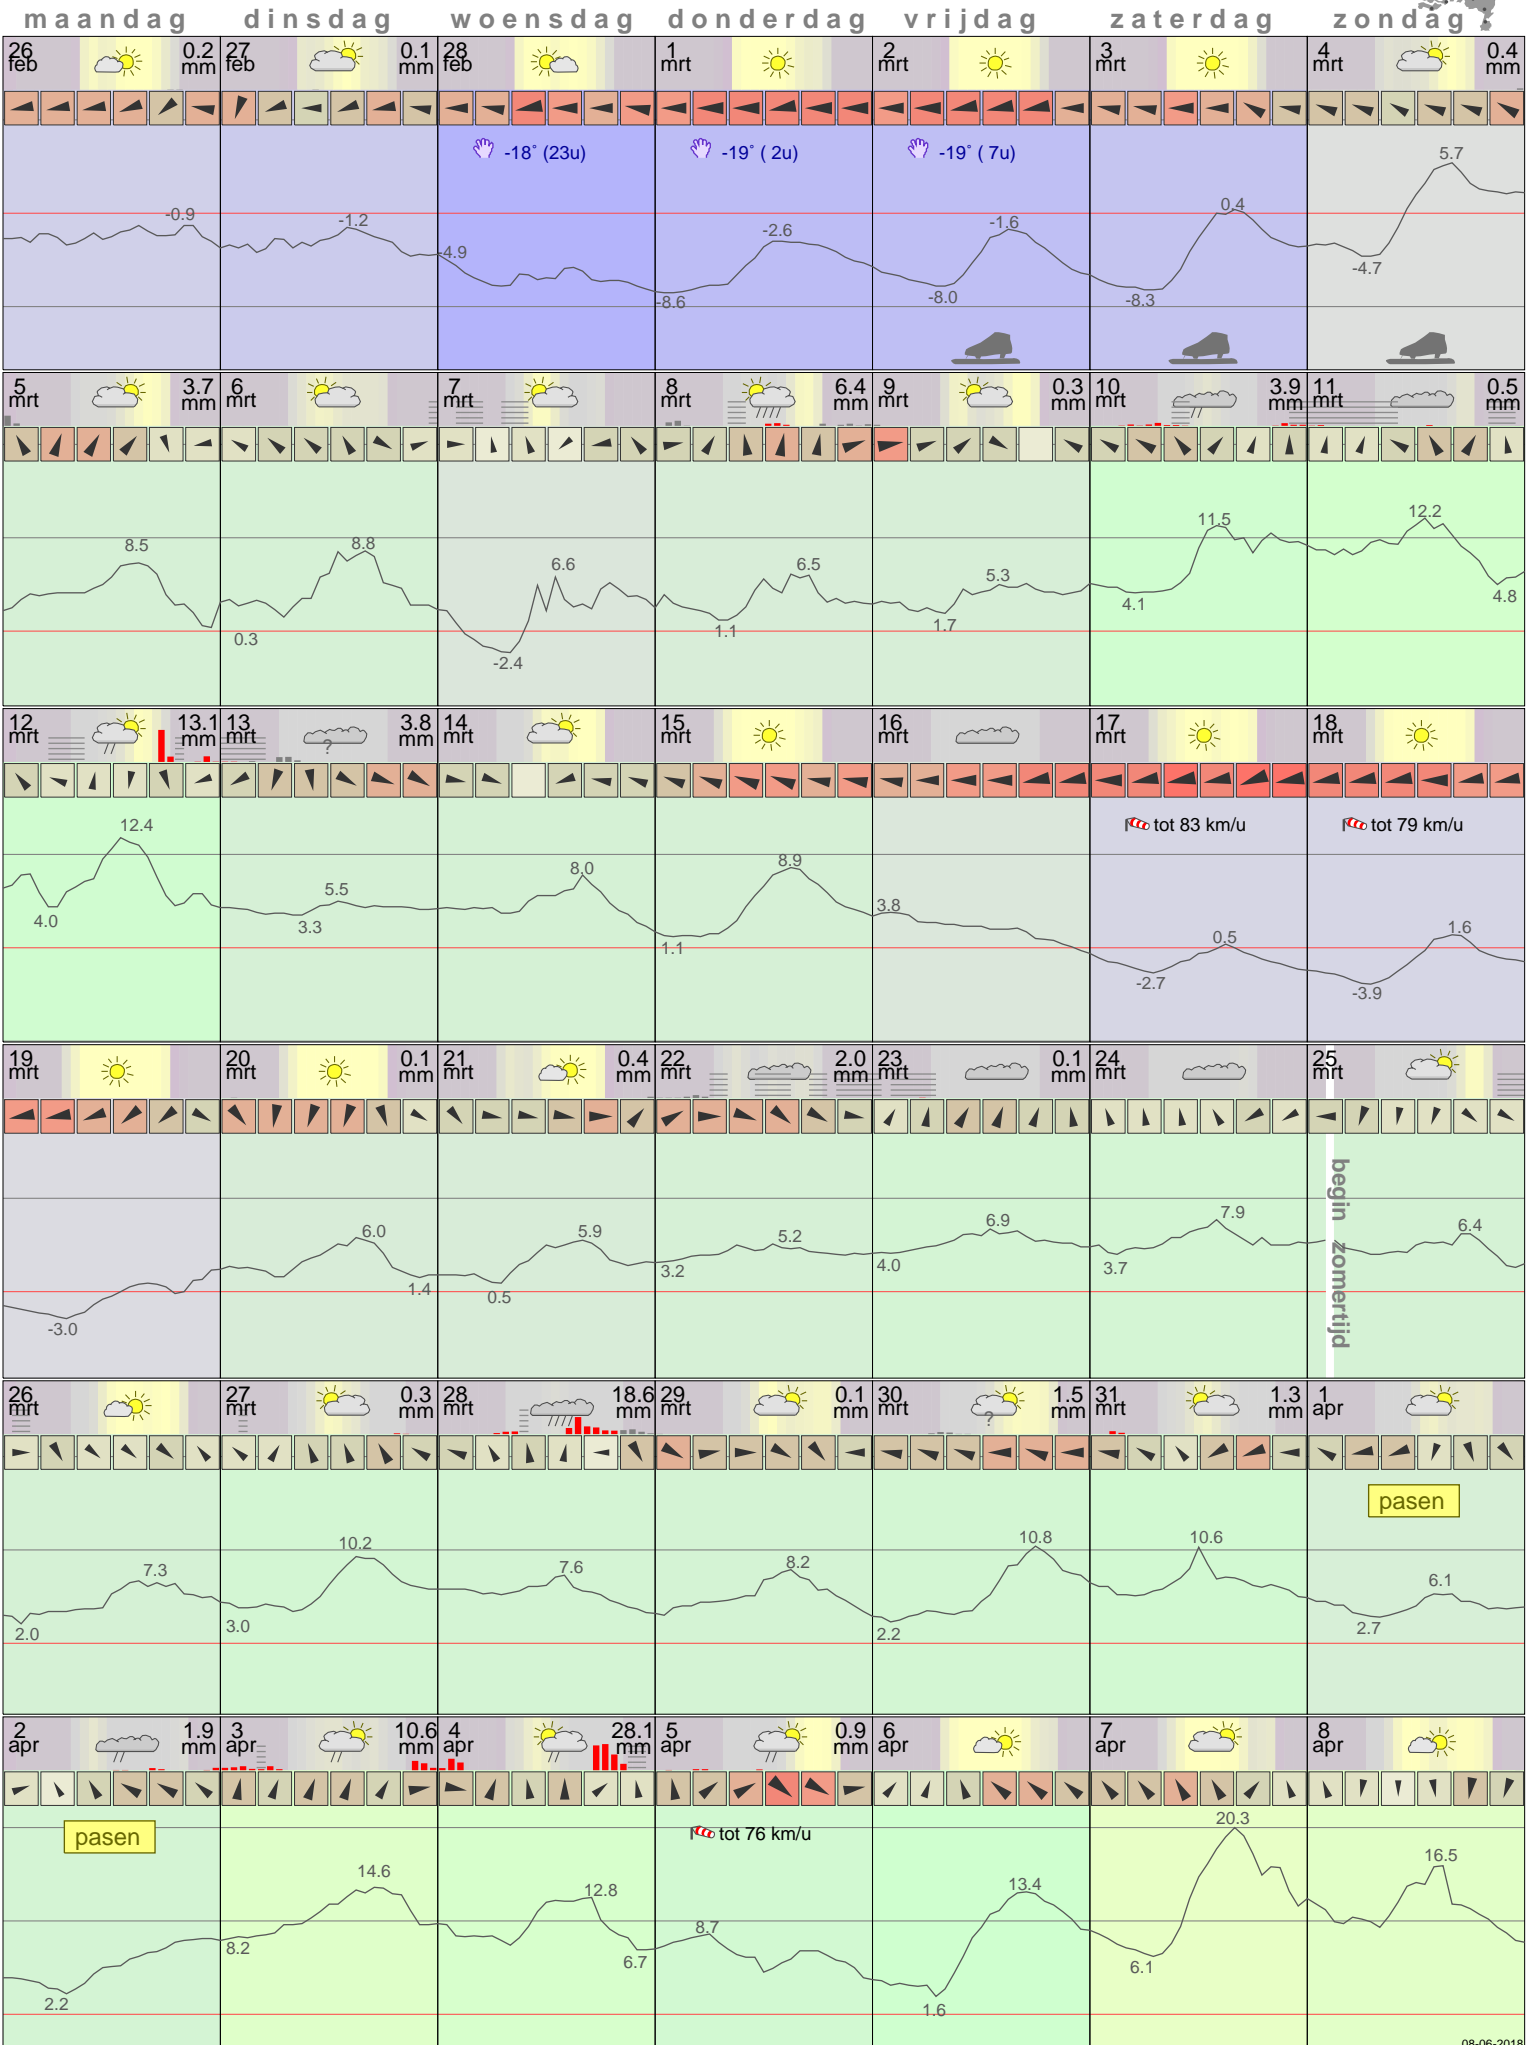 maandag dinsdag woensdag donderdag vrijdag zaterdag zondag
26 feb 0.2 mm 27 feb 0.1 mm 28 feb 1 mrt 2 mrt 3 mrt 4 mrt 0.4 mm
-18° (23u) -19° ( 2u) -19° ( 7u)
-0.9 -1.2 -4.9 -8.6 -2.6 -8.0 -1.6 -8.3 0.4 -4.7 5.7
5 mrt 3.7 mm 6 mrt 7 mrt 8 mrt 6.4 mm 9 mrt 0.3 mm 10 mrt 3.9 mm 11 mrt 0.5 mm
8.5 0.3 8.8 -2.4 6.6 1.1 6.5 1.7 5.3 4.1 11.5 12.2 4.8
12 mrt 13.1 mm 13 mrt ? 3.8 mm 14 mrt 15 mrt 16 mrt 17 mrt 18 mrt
tot 83 km/u tot 79 km/u
4.0 12.4 3.3 5.5 8.0 1.1 8.9 3.8 -2.7 0.5 -3.9 1.6
19 mrt 20 mrt 0.1 mm 21 mrt 0.4 mm 22 mrt 2.0 mm 23 mrt 0.1 mm 24 mrt 25 mrt
begin zomertijd
-3.0 6.0 1.4 0.5 5.9 3.2 5.2 4.0 6.9 3.7 7.9 6.4
26 mrt 27 mrt 0.3 mm 28 mrt 18.6 mm 29 mrt 0.1 mm 30 mrt ? 1.5 mm 31 mrt 1.3 mm 1 apr
pasen
2.0 7.3 3.0 10.2 7.6 8.2 2.2 10.8 10.6 2.7 6.1
2 apr 1.9 mm 3 apr 10.6 mm 4 apr 28.1 mm 5 apr 0.9 mm 6 apr 7 apr 8 apr
pasen tot 76 km/u
2.2 8.2 14.6 12.8 6.7 8.7 1.6 13.4 6.1 20.3 16.5
08-06-2018